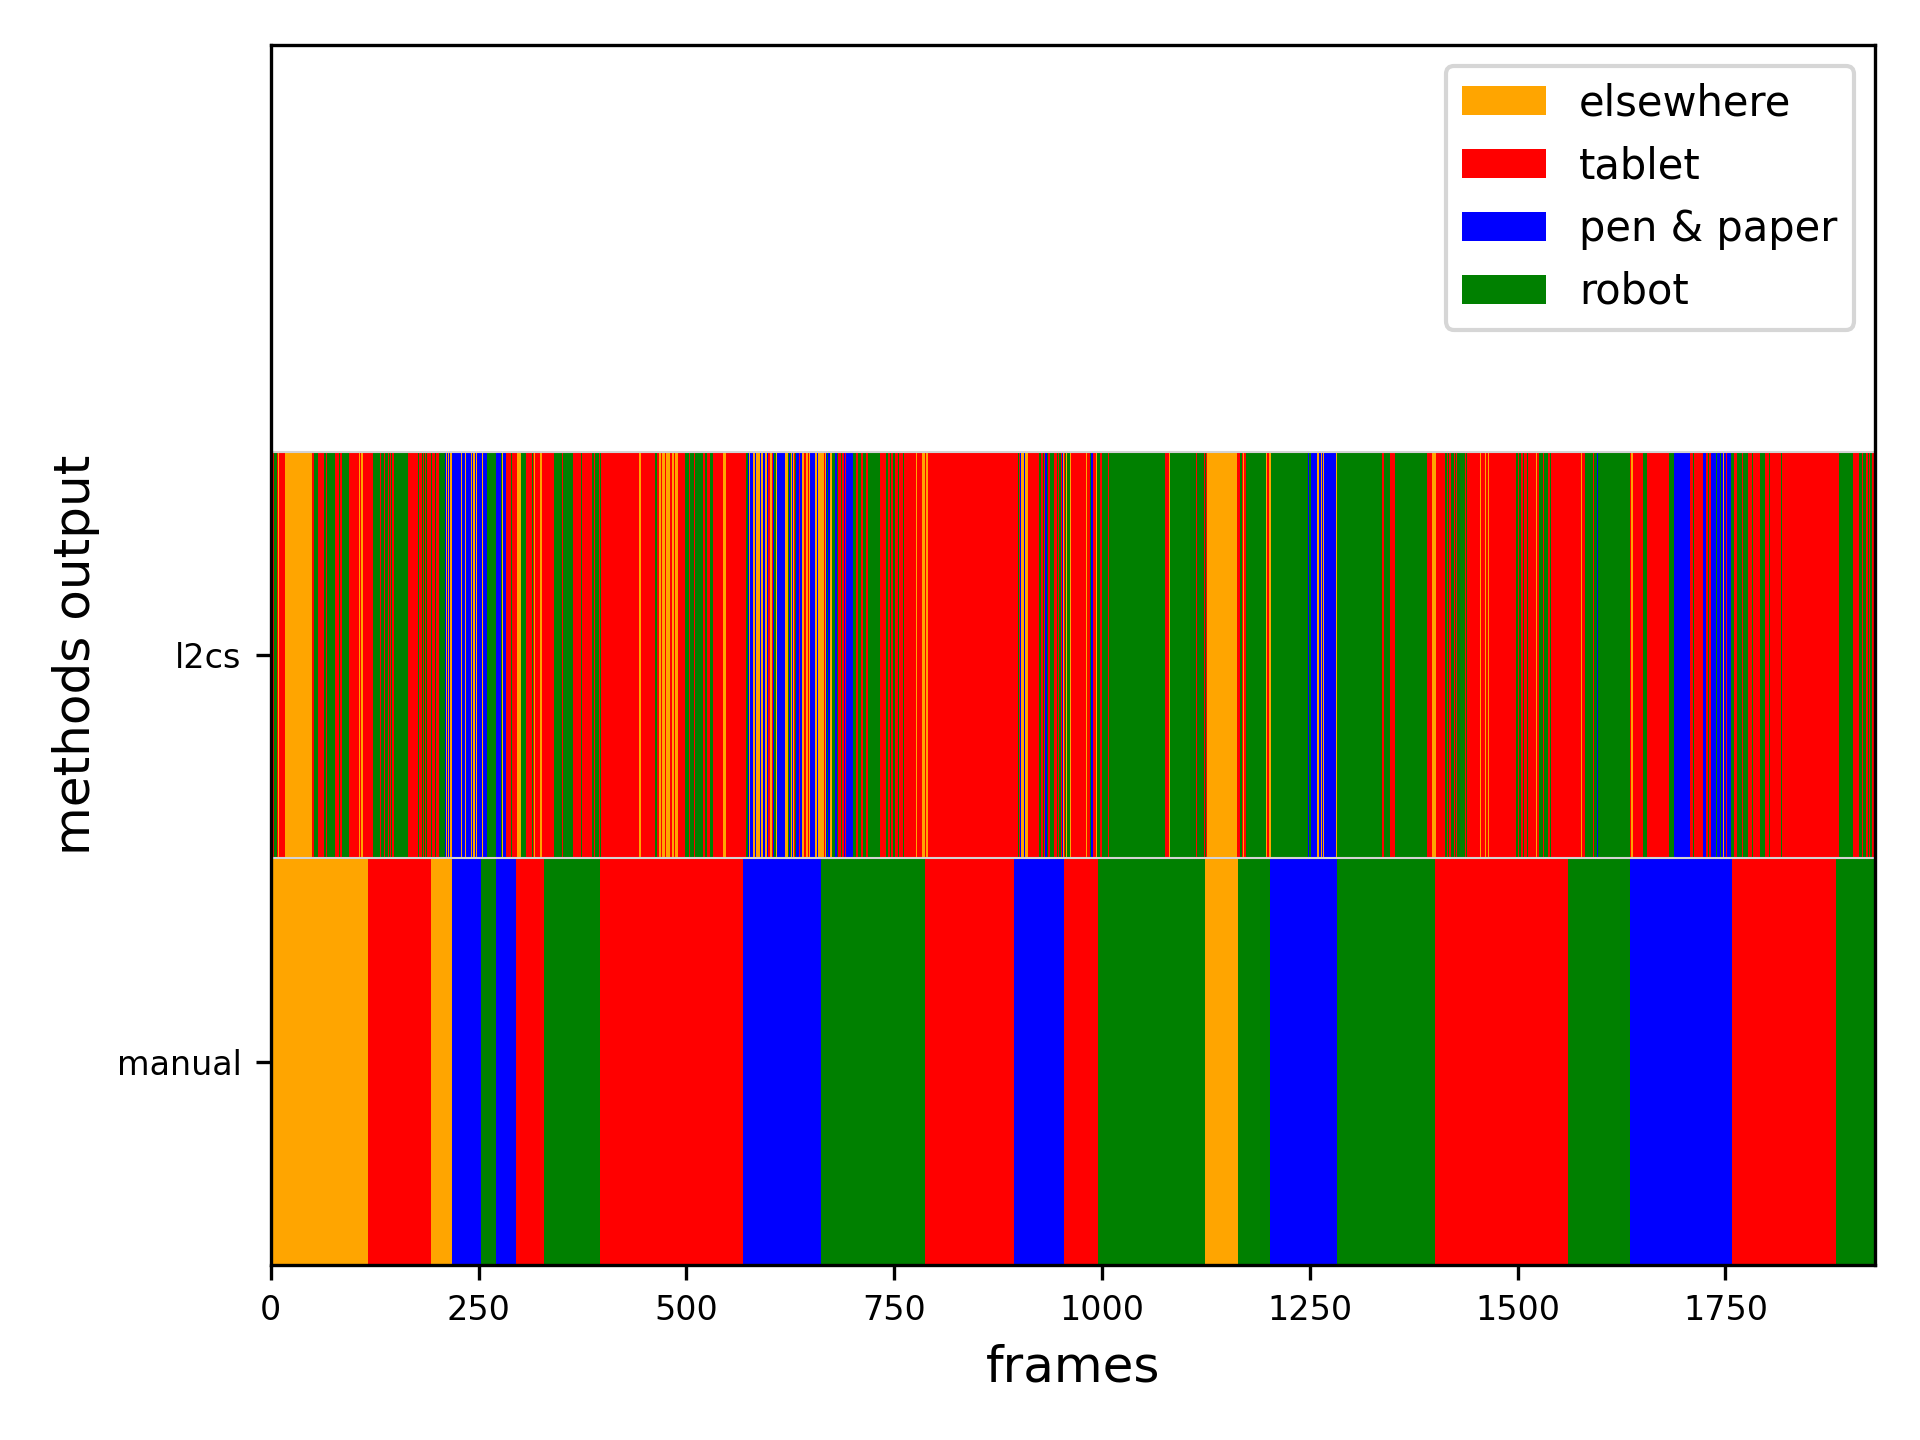 elsewhere
tablet
pen & paper
robot
methods output
l2cs
manual
0 250 500 750 1000 1250 1500 1750
frames